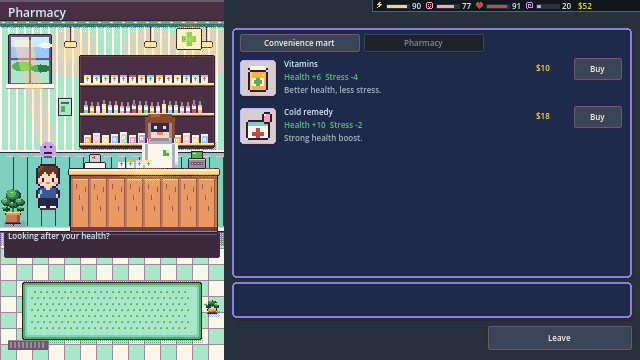 Pharmacy
90 77 91 20 $52
Convenience mart Pharmacy
Vitamins
Health +6 Stress -4
Better health, less stress.
$10
Buy
Cold remedy
Health +10 Stress -2
Strong health boost.
$18
Buy
Looking after your health?
Leave